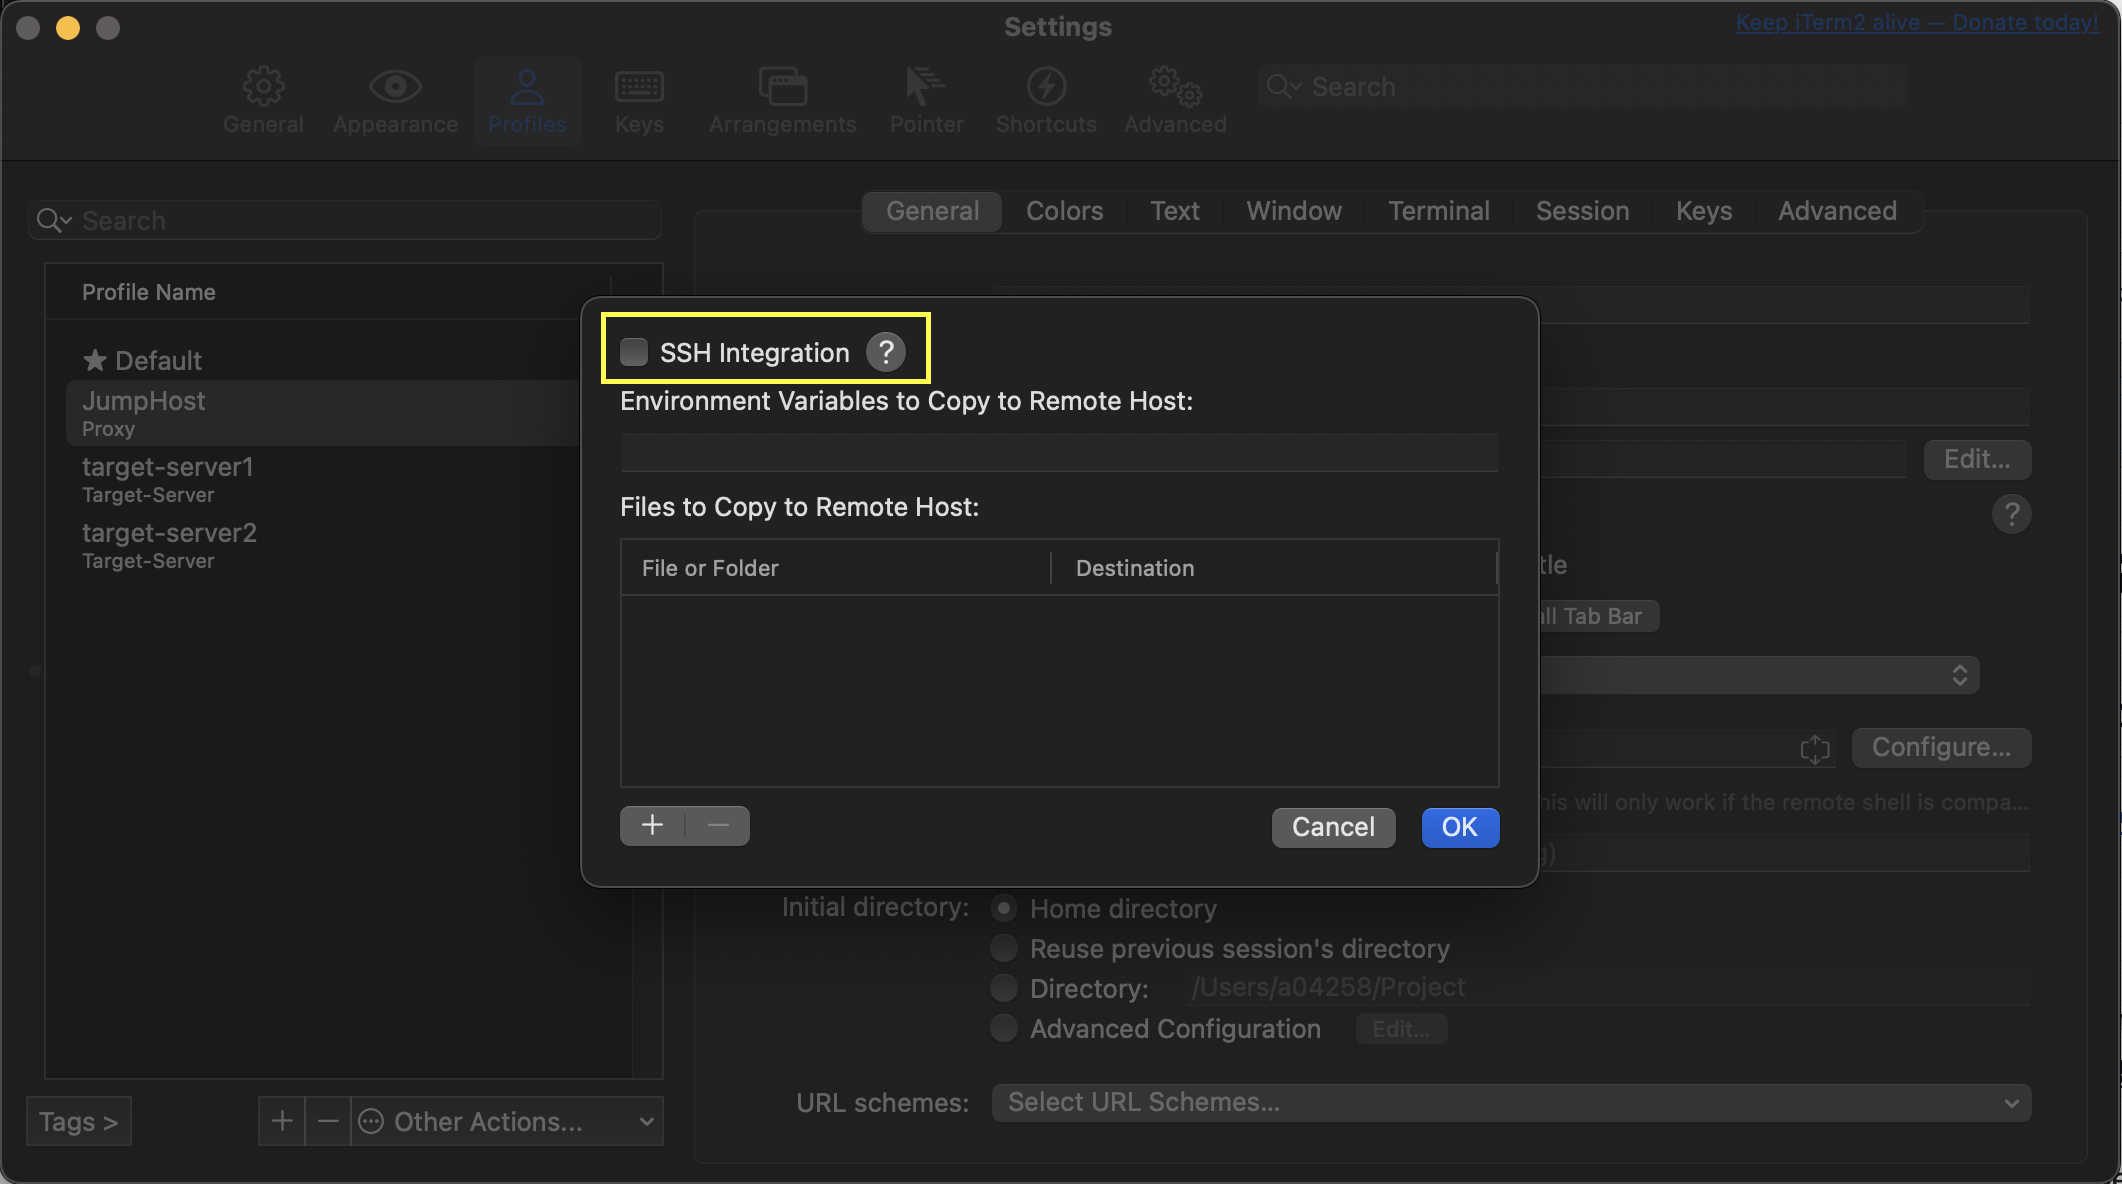 Settings
Keep iTerm2 alive — Donate today!
General
Appearance
Profiles
Keys
Arrangements
Pointer
Shortcuts
Advanced
Search
Search
General
Colors
Text
Window
Terminal
Session
Keys
Advanced
Profile Name
★ Default
JumpHost
Proxy
target-server1
Target-Server
target-server2
Target-Server
SSH Integration ?
Environment Variables to Copy to Remote Host:
Files to Copy to Remote Host:
File or Folder
Destination
+ −
Cancel
OK
Edit...
?
Tab Bar
Configure...
will only work if the remote shell is compa...
Initial directory:
Home directory
Reuse previous session's directory
Directory:
/Users/a04258/Project
Advanced Configuration
Edit...
URL schemes:
Select URL Schemes...
Tags >
+ −
Other Actions...